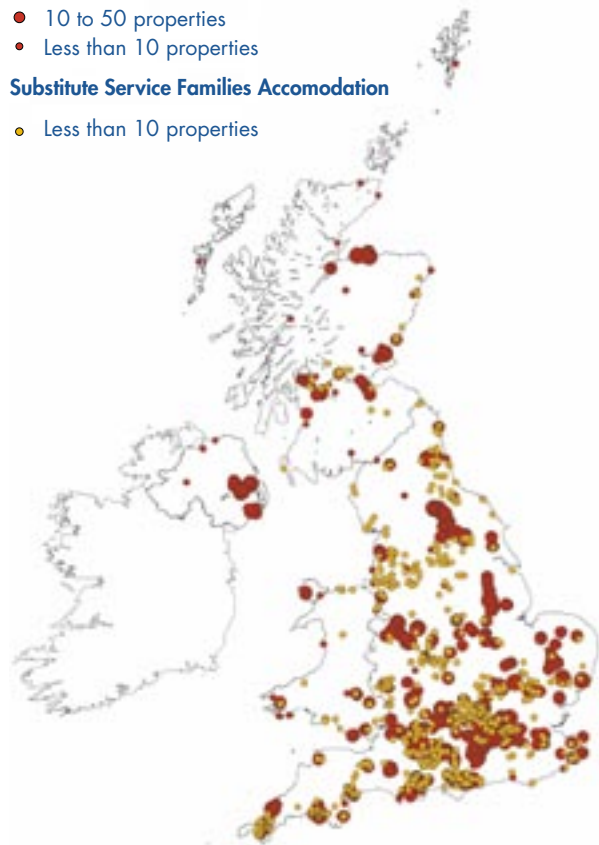 10 to 50 properties
Less than 10 properties
Substitute Service Families Accomodation
Less than 10 properties